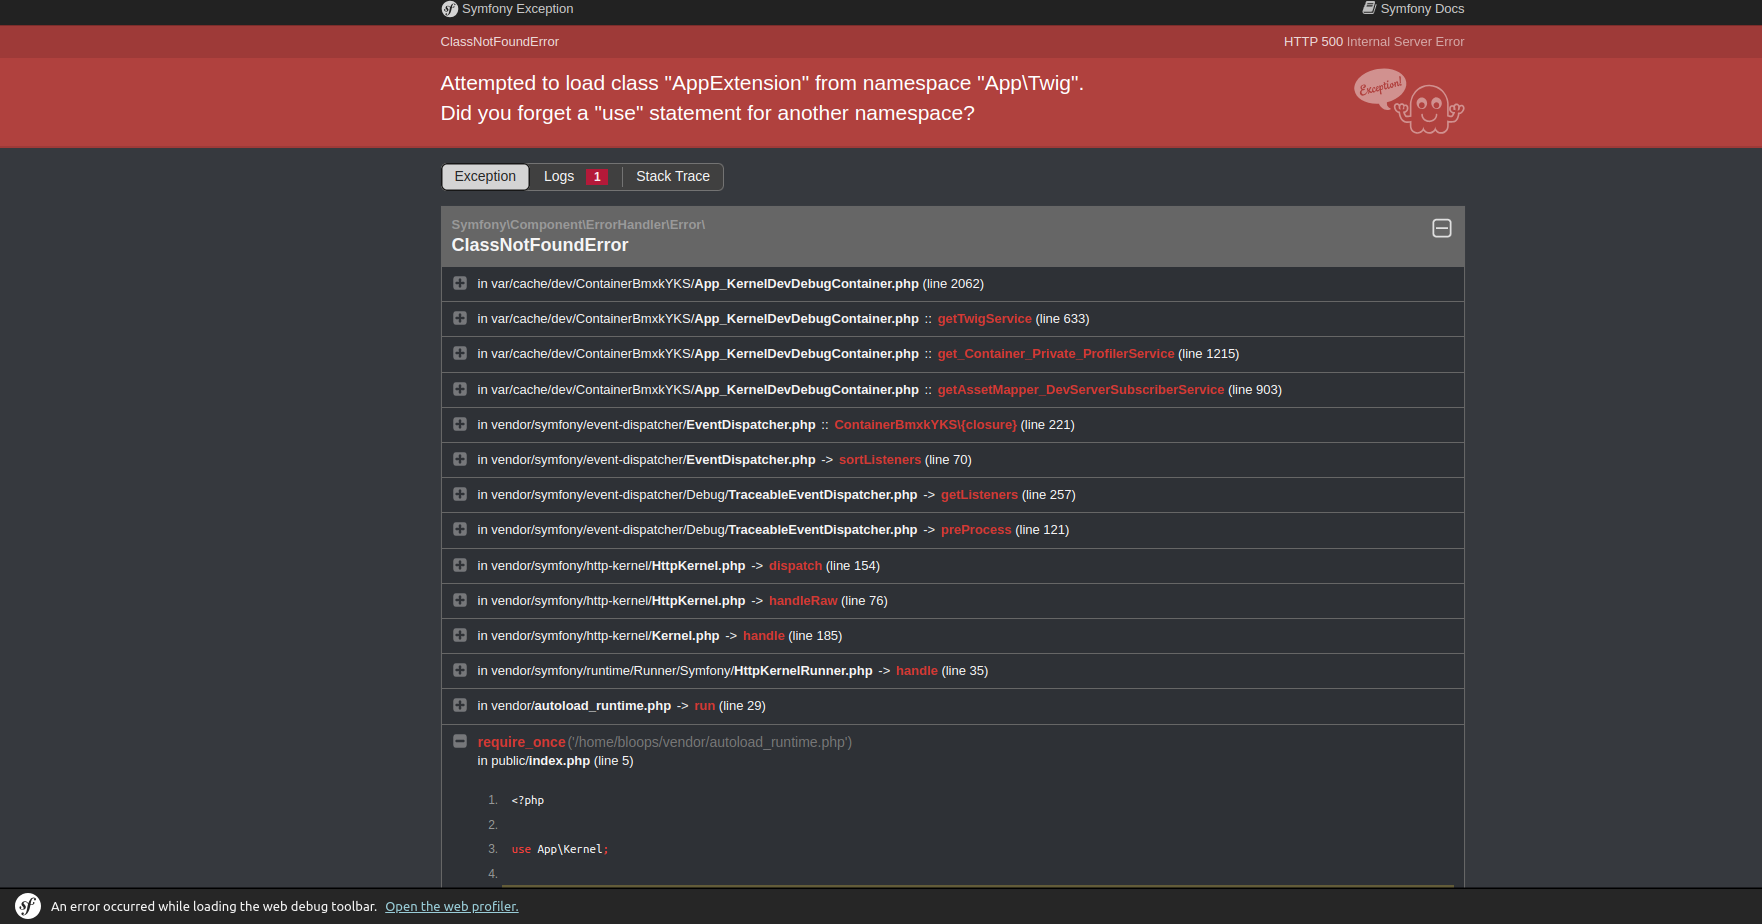 Symfony Exception
Symfony Docs
ClassNotFoundError
HTTP 500 Internal Server Error
Attempted to load class "AppExtension" from namespace "App\Twig".
Did you forget a "use" statement for another namespace?
Exception!
Exception
Logs 1
Stack Trace
Symfony\Component\ErrorHandler\Error\
ClassNotFoundError
in var/cache/dev/ContainerBmxkYKS/App_KernelDevDebugContainer.php (line 2062)
in var/cache/dev/ContainerBmxkYKS/App_KernelDevDebugContainer.php :: getTwigService (line 633)
in var/cache/dev/ContainerBmxkYKS/App_KernelDevDebugContainer.php :: get_Container_Private_ProfilerService (line 1215)
in var/cache/dev/ContainerBmxkYKS/App_KernelDevDebugContainer.php :: getAssetMapper_DevServerSubscriberService (line 903)
in vendor/symfony/event-dispatcher/EventDispatcher.php :: ContainerBmxkYKS\{closure} (line 221)
in vendor/symfony/event-dispatcher/EventDispatcher.php -> sortListeners (line 70)
in vendor/symfony/event-dispatcher/Debug/TraceableEventDispatcher.php -> getListeners (line 257)
in vendor/symfony/event-dispatcher/Debug/TraceableEventDispatcher.php -> preProcess (line 121)
in vendor/symfony/http-kernel/HttpKernel.php -> dispatch (line 154)
in vendor/symfony/http-kernel/HttpKernel.php -> handleRaw (line 76)
in vendor/symfony/http-kernel/Kernel.php -> handle (line 185)
in vendor/symfony/runtime/Runner/Symfony/HttpKernelRunner.php -> handle (line 35)
in vendor/autoload_runtime.php -> run (line 29)
require_once('/home/bloops/vendor/autoload_runtime.php')
in public/index.php (line 5)
1. <?php
2.
3. use App\Kernel;
4.
sf An error occurred while loading the web debug toolbar. Open the web profiler.